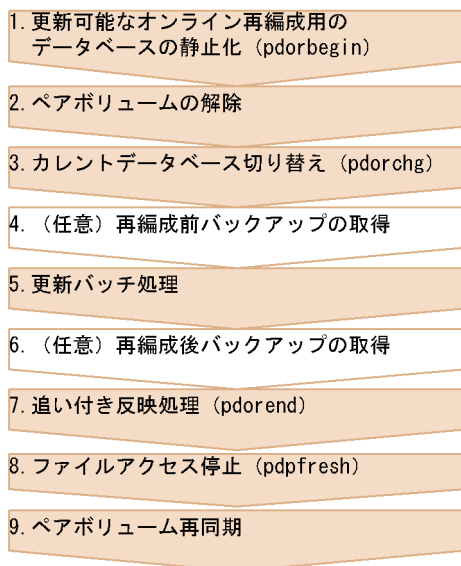 1.更新可能なオンライン再編成用の
データベースの静止化（pdorbegin）
2.ペアボリュームの解除
3.カレントデータベース切り替え（pdorchg）
4.（任意）再編成前バックアップの取得
5.更新バッチ処理
6.（任意）再編成後バックアップの取得
7.追い付き反映処理（pdorend）
8.ファイルアクセス停止（pdpfresh）
9.ペアボリューム再同期